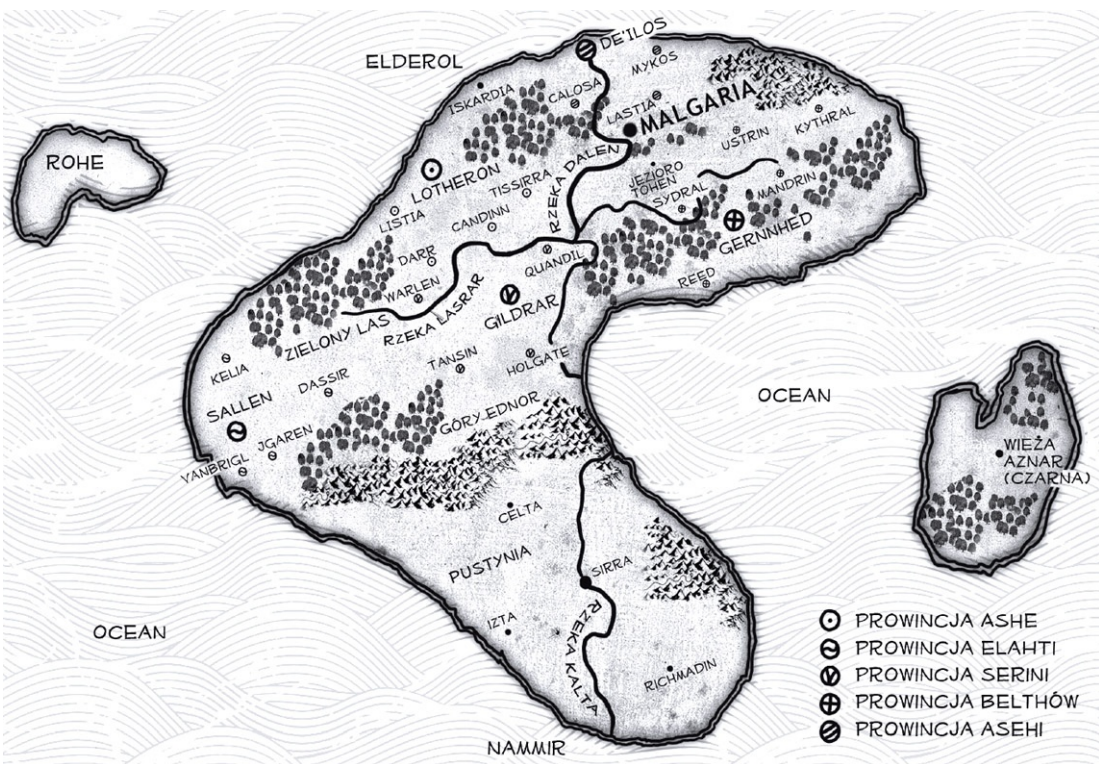 DE'ILOS
ELDEROL
MYKOS
ISKARDIA
CALOSA
LASTIA
MALGARIA
KYTHRAL
USTRIN
ROHE
LOTHERON
RZEKA DALEN
JEZIORO
TOHEN
TISSIRRA
SYDRAL
MANDRIN
LISTIA
CANDINN
GERNNHED
DARR
QUANDIL
REED
WARLEN
GILDRAR
RZEKA LASRAR
ZIELONY LAS
TANSIN
HOLGATE
KELIA
DASSIR
OCEAN
SALLEN
GÓRY EDNOR
JGAREN
WIEŻA
AZNAR
(CZARNA)
YANBRIGL
CELTA
PUSTYNIA
SIRRA
IZTA
RZEKA KALTA
OCEAN
RICHMADIN
NAMMIR
PROWINCJA ASHE
PROWINCJA ELAHTI
PROWINCJA SERINI
PROWINCJA BELTHÓW
PROWINCJA ASEHI